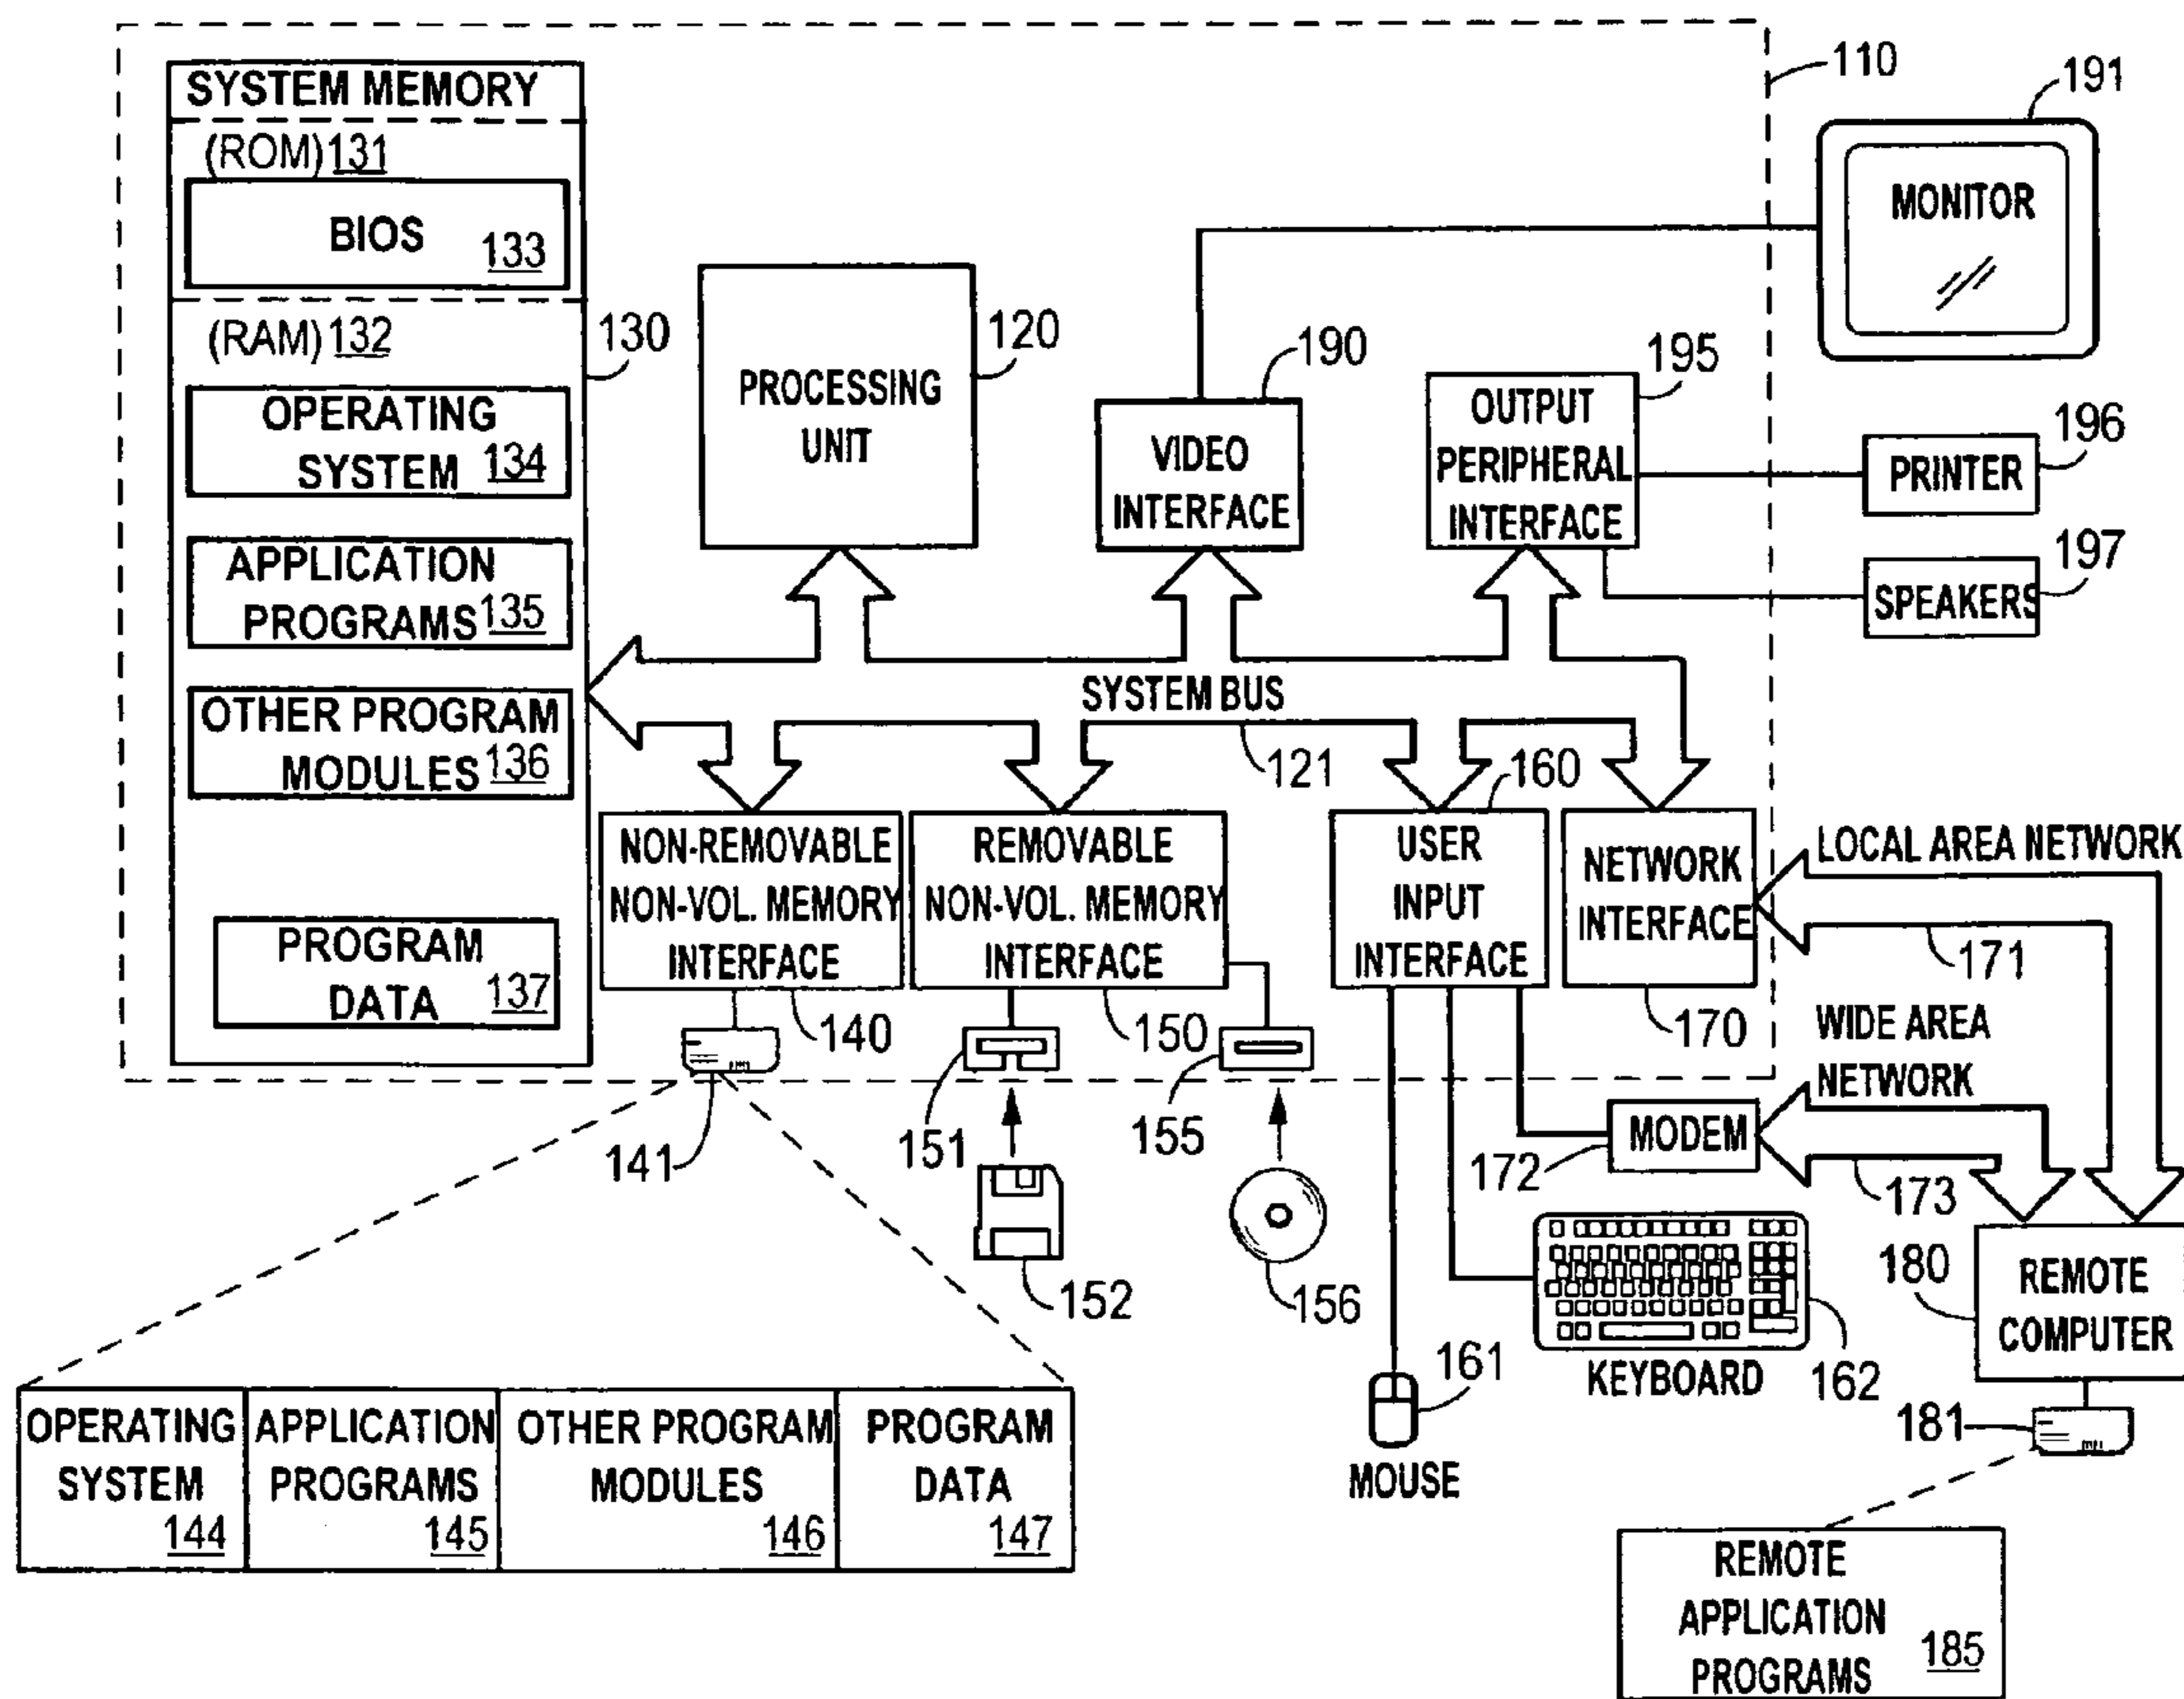 110
191
SYSTEM MEMORY
(ROM) 131
BIOS 133
(RAM) 132
130
OPERATING
SYSTEM 134
APPLICATION
PROGRAMS 135
OTHER PROGRAM
MODULES 136
PROGRAM
DATA 137
PROCESSING
UNIT
120
190
VIDEO
INTERFACE
195
OUTPUT
PERIPHERAL
INTERFACE
MONITOR
196
PRINTER
197
SPEAKERS
SYSTEM BUS
121
160
NON-REMOVABLE
NON-VOL. MEMORY
INTERFACE
140
REMOVABLE
NON-VOL. MEMORY
INTERFACE
150
USER
INPUT
INTERFACE
NETWORK
INTERFACE
170
LOCAL AREA NETWORK
171
WIDE AREA
NETWORK
141
151
155
152
156
MODEM
172
173
161
MOUSE
KEYBOARD
162
180
REMOTE
COMPUTER
181
OPERATING
SYSTEM
144
APPLICATION
PROGRAMS
145
OTHER PROGRAM
MODULES
146
PROGRAM
DATA
147
REMOTE
APPLICATION
PROGRAMS 185